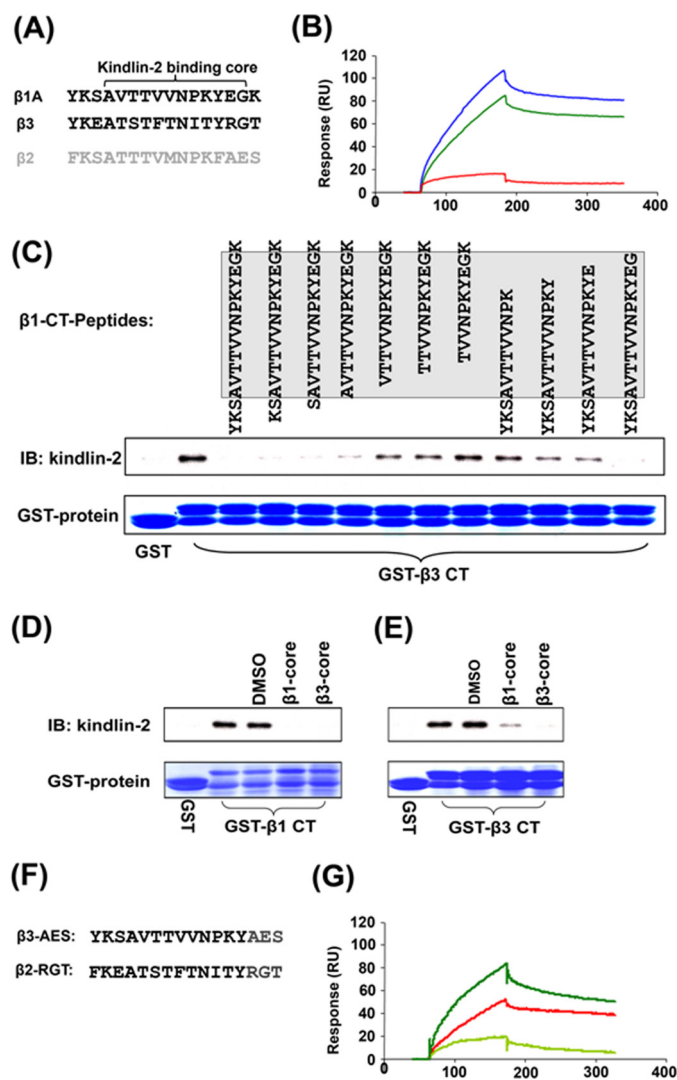 (A)
Kindlin-2 binding core
β1A YKSAVTTVVNPKYEGK
β3 YKEATSTFTNITYRGT
β2 FKSATTTVMNPKFAES
(B)
Response (RU)
120
100
80
60
40
20
0
0 100 200 300 400
(C)
β1-CT-Peptides:
YKSAVTTVVNPKYEGK
KSAVTTVVNPKYEGK
SAVTTVVNPKYEGK
AVTTVVNPKYEGK
VTTVVNPKYEGK
TTVVNPKYEGK
TVVNPKYEGK
YKSAVTTVVNPK
YKSAVTTVVNPKY
YKSAVTTVVNPKYE
YKSAVTTVVNPKYEG
IB: kindlin-2
GST-protein
GST
GST-β3 CT
(D)
DMSO
β1-core
β3-core
IB: kindlin-2
GST-protein
GST
GST-β1 CT
(E)
DMSO
β1-core
β3-core
GST
GST-β3 CT
(F)
β3-AES: YKSAVTTVVNPKYAES
β2-RGT: FKEATSTFTNITYRGT
(G)
Response (RU)
120
100
80
60
40
20
0
0 100 200 300 400